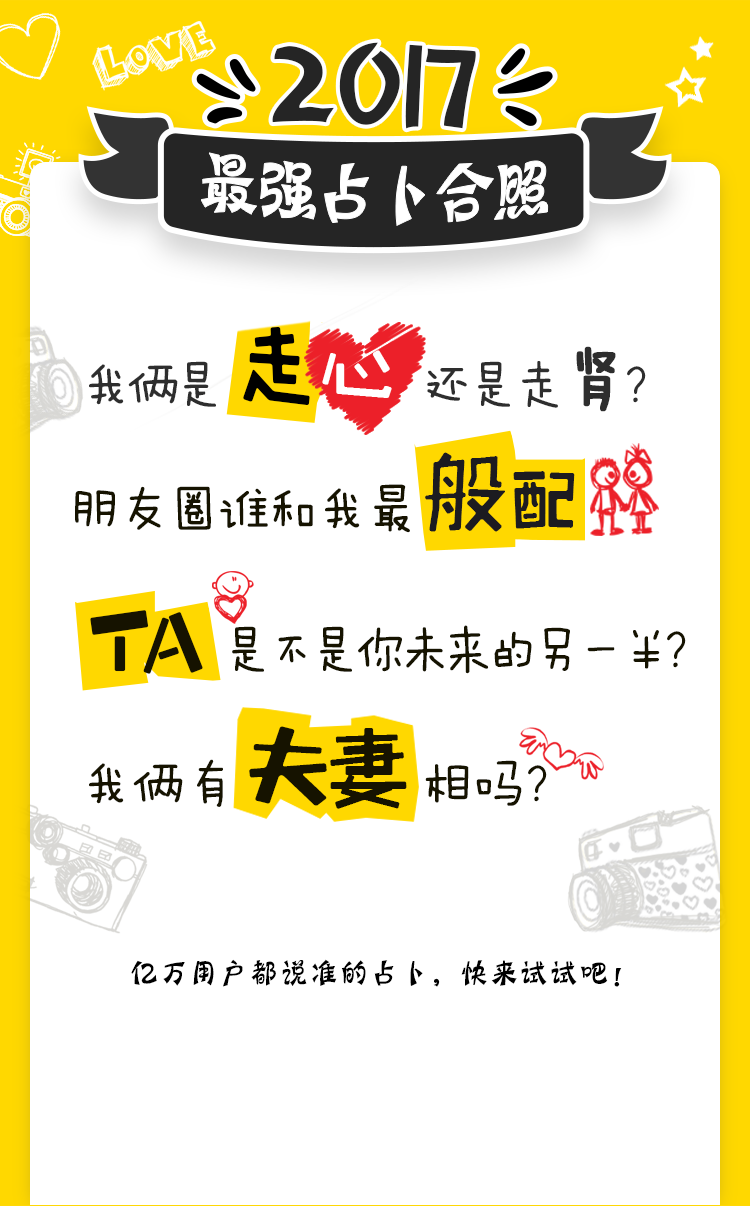 LOVE
2017
最强占卜合照
我俩是走心还是走肾?
朋友圈谁和我最般配
TA是不是你未来的另一半?
我俩有夫妻相吗?
亿万用户都说准的占卜，快来试试吧!